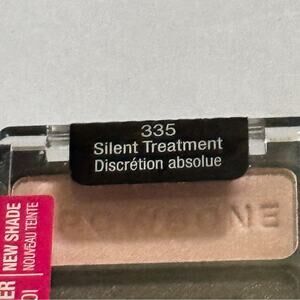 335
Silent Treatment
Discrétion absolue
NEW SHADE
NOUVEAU TEINTE